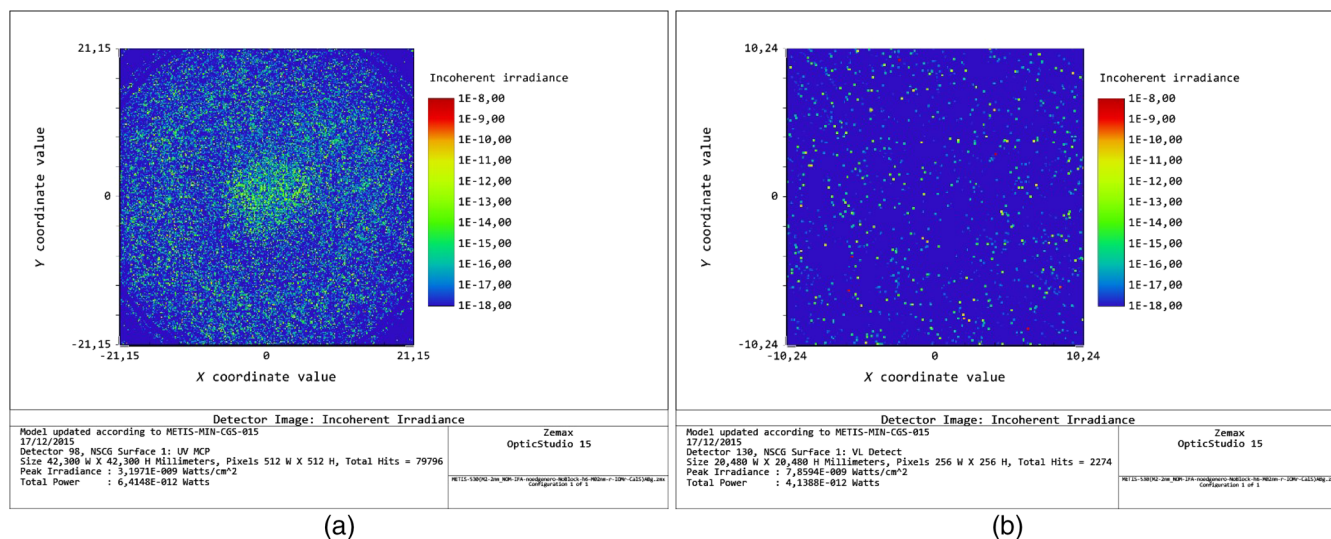 21,15
Y coordinate value
0
-21,15
-21,15
0
21,15
X coordinate value
Incoherent irradiance
1E-8,00
1E-9,00
1E-10,00
1E-11,00
1E-12,00
1E-13,00
1E-14,00
1E-15,00
1E-16,00
1E-17,00
1E-18,00
Detector Image: Incoherent Irradiance
Model updated according to METIS-MIN-CGS-015
17/12/2015
Detector 98, NSCG Surface 1: UV MCP
Size 42,300 W X 42,300 H Millimeters, Pixels 512 W X 512 H, Total Hits = 79796
Peak Irradiance : 3,1971E-009 Watts/cm^2
Total Power : 6,4148E-012 Watts
Zemax
OpticStudio 15
Configuration 1 of 1
(a)
10,24
Y coordinate value
0
-10,24
-10,24
0
10,24
X coordinate value
Incoherent irradiance
1E-8,00
1E-9,00
1E-10,00
1E-11,00
1E-12,00
1E-13,00
1E-14,00
1E-15,00
1E-16,00
1E-17,00
1E-18,00
Detector Image: Incoherent Irradiance
Model updated according to METIS-MIN-CGS-015
17/12/2015
Detector 130, NSCG Surface 1: VL Detect
Size 20,480 W X 20,480 H Millimeters, Pixels 256 W X 256 H, Total Hits = 2274
Peak Irradiance : 7,8594E-009 Watts/cm^2
Total Power : 4,1388E-012 Watts
Zemax
OpticStudio 15
Configuration 1 of 1
(b)